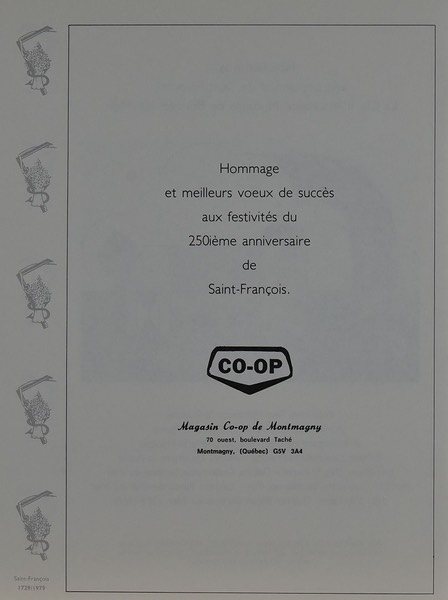 Hommage
et meilleurs voeux de succès
aux festivités du
250ième anniversaire
de
Saint-François.
CO-OP
Magasin Co-op de Montmagny
70 ouest, boulevard Taché
Montmagny, (Québec) G5V 3A4
Saint-François
1729/1979